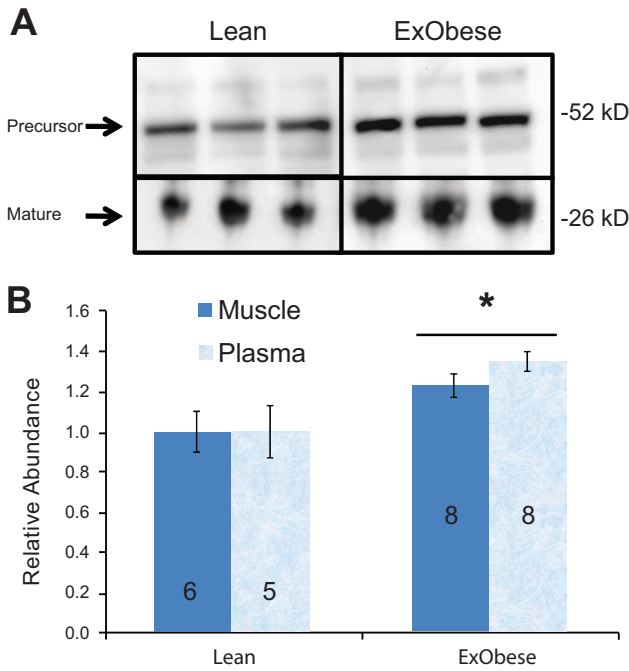 A
Lean ExObese
Precursor
-52 kD
Mature
-26 kD
B
Muscle
Plasma
*
Relative Abundance
1.6
1.4
1.2
1.0
0.8
0.6
0.4
0.2
0.0
6 5 8 8
Lean ExObese